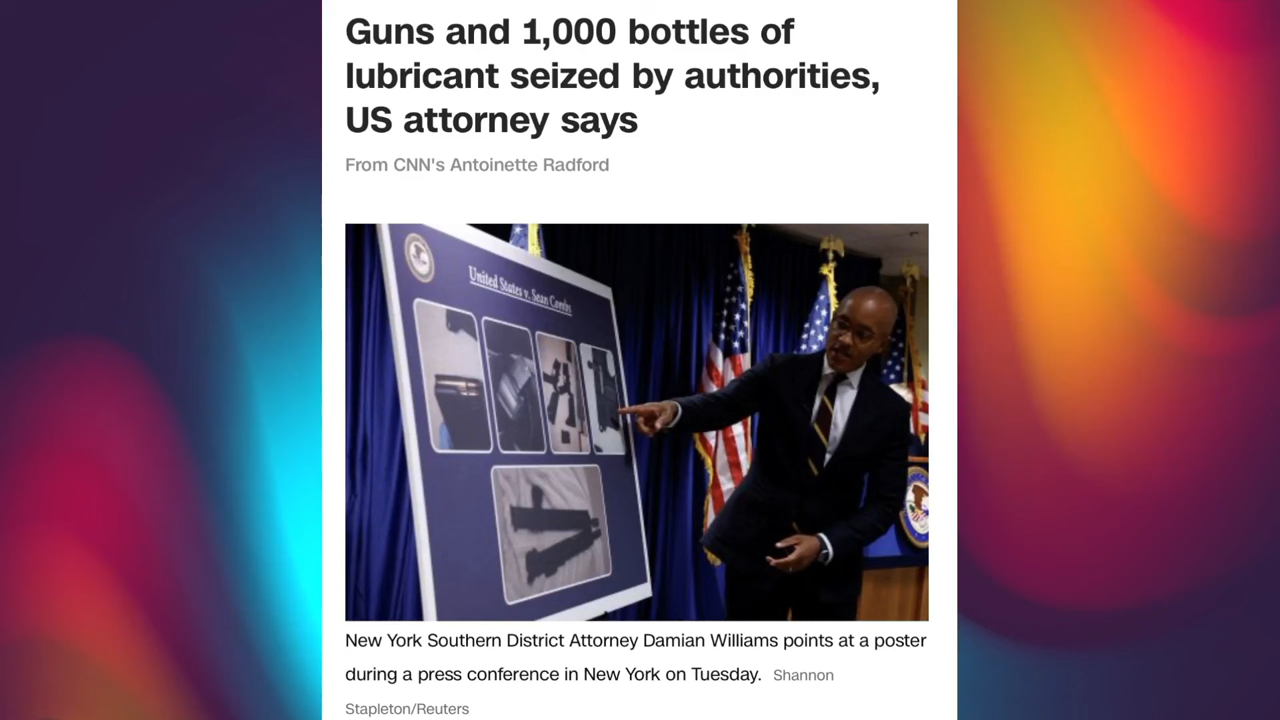 Guns and 1,000 bottles of
lubricant seized by authorities,
US attorney says
From CNN's Antoinette Radford
United States v. Sean Combs
New York Southern District Attorney Damian Williams points at a poster
during a press conference in New York on Tuesday. Shannon
Stapleton/Reuters